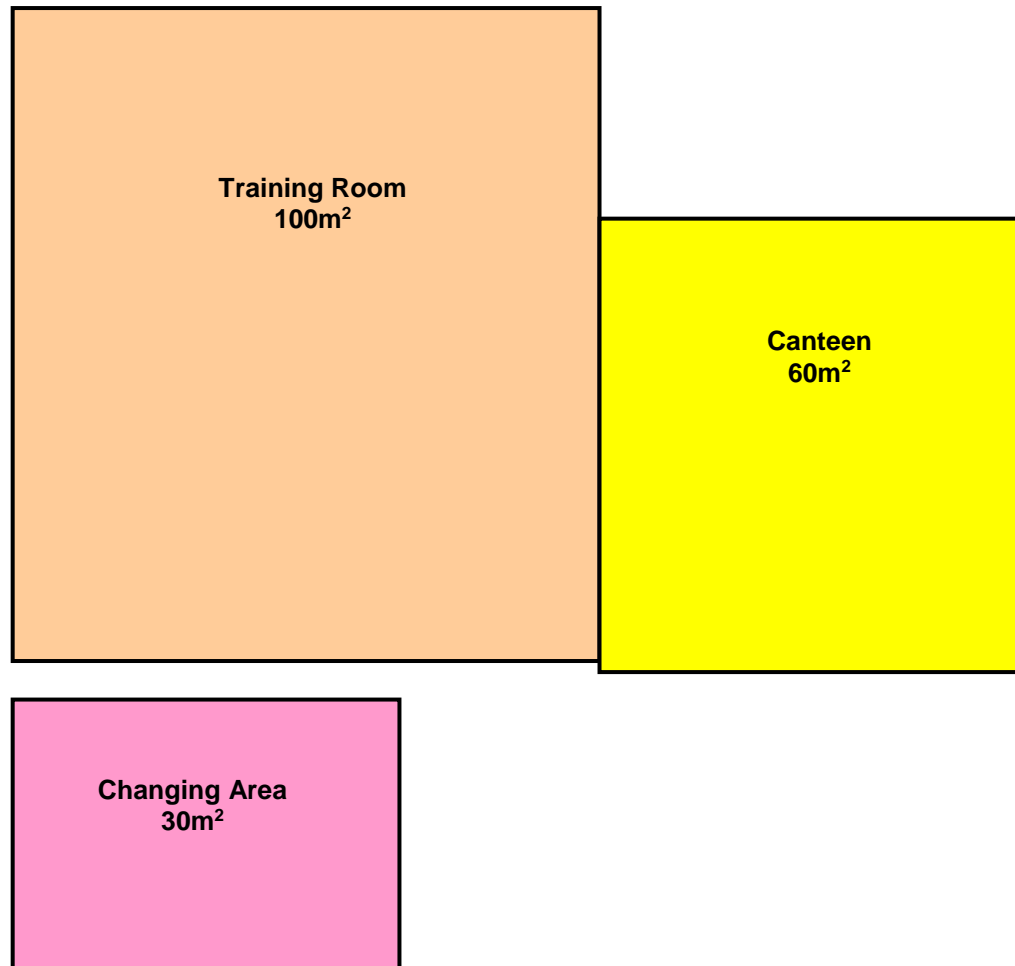 Training Room
100m²
Canteen
60m²
Changing Area
30m²